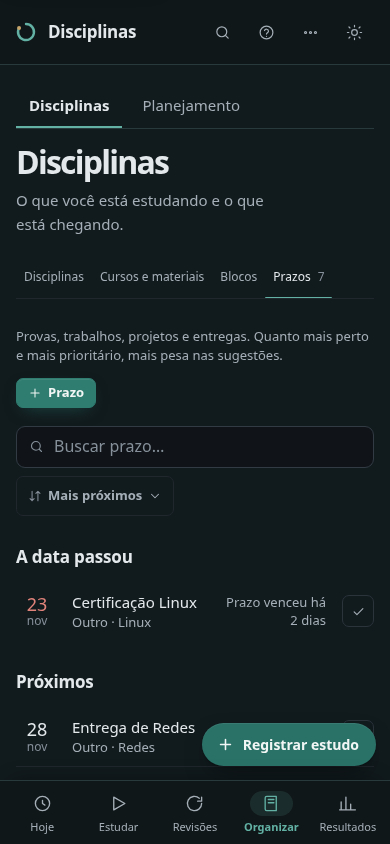 Disciplinas
Disciplinas
Planejamento
Disciplinas
O que você está estudando e o que
está chegando.
Disciplinas
Cursos e materiais
Blocos
Prazos 7
Provas, trabalhos, projetos e entregas. Quanto mais perto
e mais prioritário, mais pesa nas sugestões.
Prazo
Buscar prazo...
Mais próximos
A data passou
23
nov
Certificação Linux
Outro · Linux
Prazo venceu há
2 dias
Próximos
28
nov
Entrega de Redes
Outro · Redes
Registrar estudo
Hoje
Estudar
Revisões
Organizar
Resultados